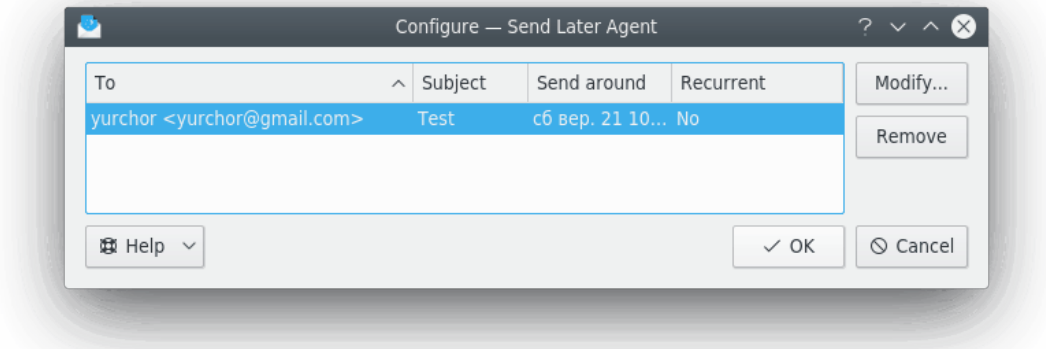 Configure — Send Later Agent
To Subject Send around Recurrent
yurchor <yurchor@gmail.com> Test сб вер. 21 10... No
Modify...
Remove
Help OK Cancel